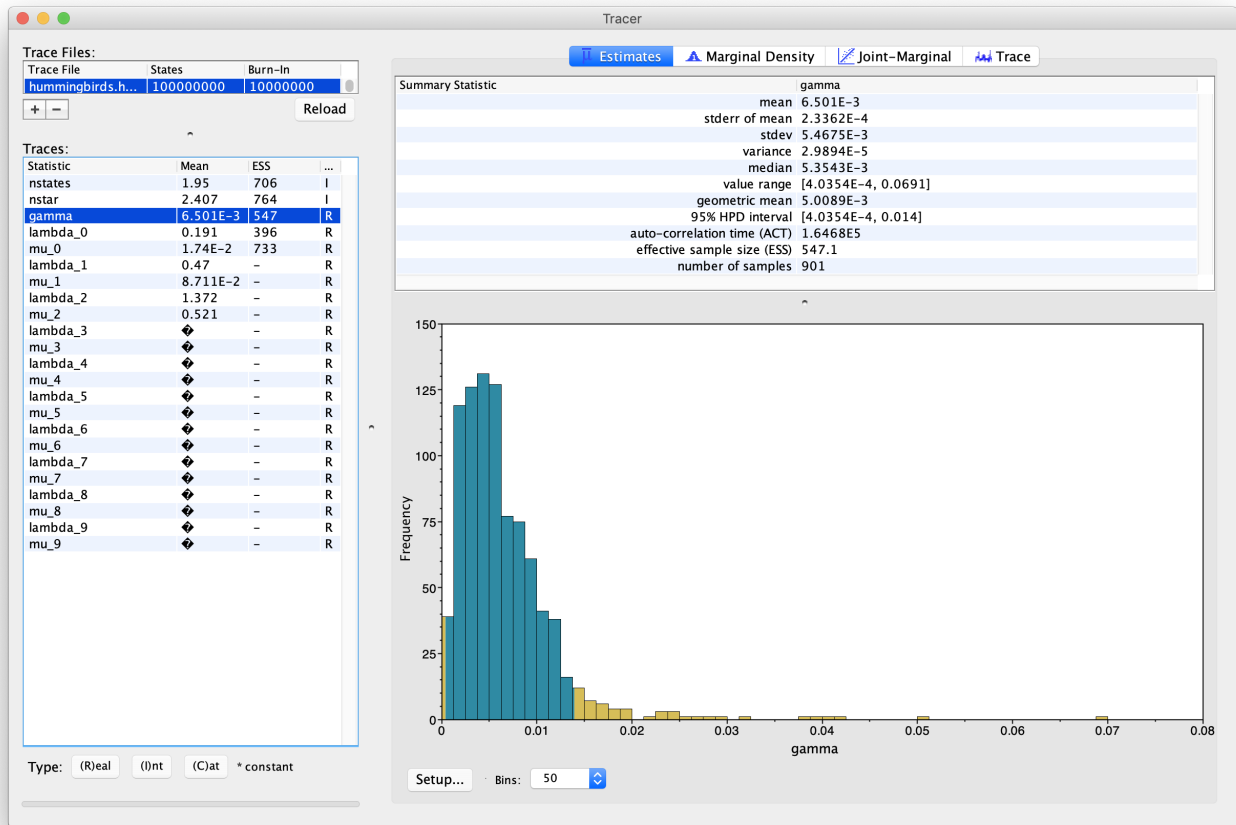 Tracer
Trace Files:
Trace File States Burn-In
hummingbirds.h... 100000000 10000000
+ − Reload
Traces:
Statistic Mean ESS ...
nstates 1.95 706 I
nstar 2.407 764 I
gamma 6.501E-3 547 R
lambda_0 0.191 396 R
mu_0 1.74E-2 733 R
lambda_1 0.47 - R
mu_1 8.711E-2 - R
lambda_2 1.372 - R
mu_2 0.521 - R
lambda_3 � - R
mu_3 � - R
lambda_4 � - R
mu_4 � - R
lambda_5 � - R
mu_5 � - R
lambda_6 � - R
mu_6 � - R
lambda_7 � - R
mu_7 � - R
lambda_8 � - R
mu_8 � - R
lambda_9 � - R
mu_9 � - R
Type: (R)eal (I)nt (C)at * constant
Estimates Marginal Density Joint-Marginal Trace
Summary Statistic gamma
mean 6.501E-3
stderr of mean 2.3362E-4
stdev 5.4675E-3
variance 2.9894E-5
median 5.3543E-3
value range [4.0354E-4, 0.0691]
geometric mean 5.0089E-3
95% HPD interval [4.0354E-4, 0.014]
auto-correlation time (ACT) 1.6468E5
effective sample size (ESS) 547.1
number of samples 901
150
125
100
75
50
25
0
Frequency
0 0.01 0.02 0.03 0.04 0.05 0.06 0.07 0.08
gamma
Setup... Bins: 50